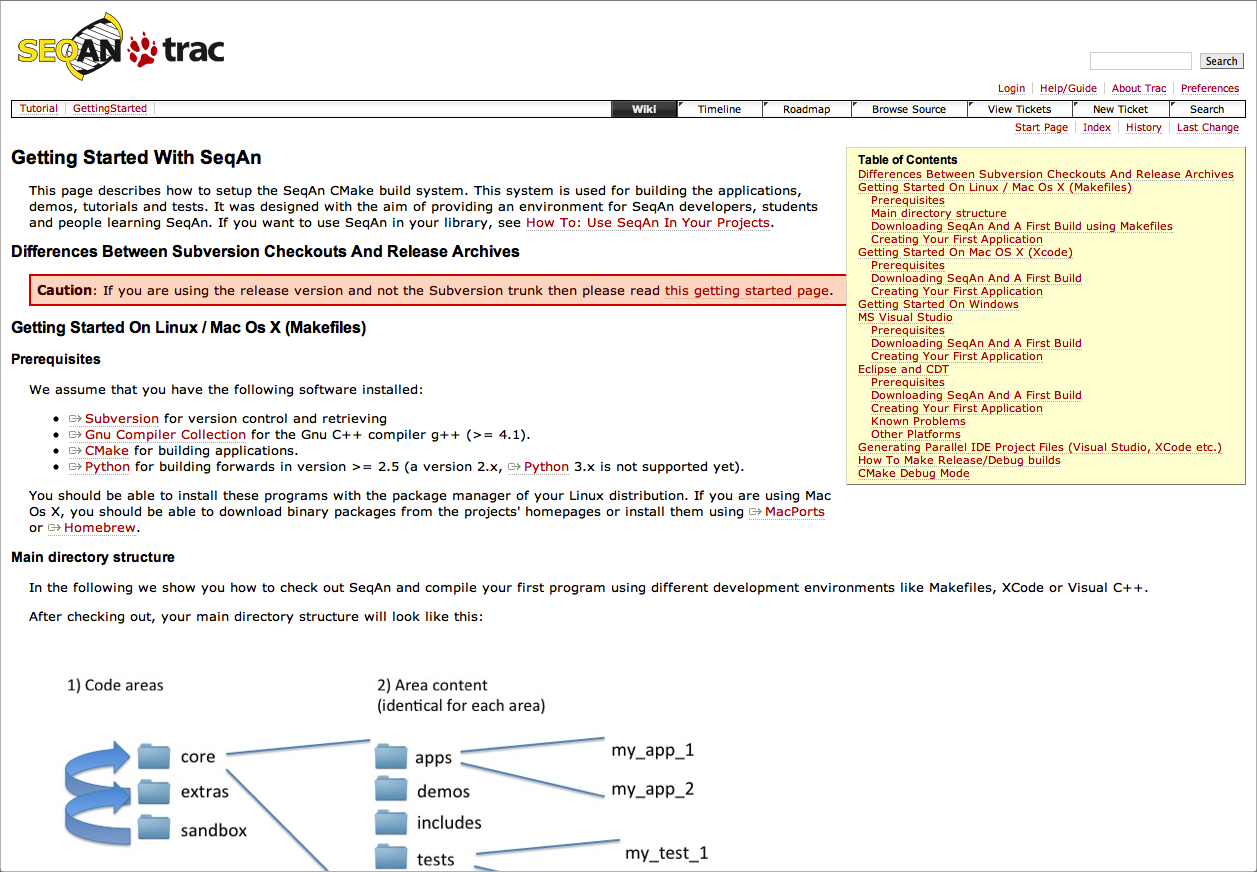 SEQAN trac
Search
Login Help/Guide About Trac Preferences
Tutorial GettingStarted
Wiki Timeline Roadmap Browse Source View Tickets New Ticket Search
Start Page Index History Last Change
Getting Started With SeqAn
This page describes how to setup the SeqAn CMake build system. This system is used for building the applications,
demos, tutorials and tests. It was designed with the aim of providing an environment for SeqAn developers, students
and people learning SeqAn. If you want to use SeqAn in your library, see How To: Use SeqAn In Your Projects.
Differences Between Subversion Checkouts And Release Archives
Caution: If you are using the release version and not the Subversion trunk then please read this getting started page.
Getting Started On Linux / Mac Os X (Makefiles)
Prerequisites
We assume that you have the following software installed:
Subversion for version control and retrieving
Gnu Compiler Collection for the Gnu C++ compiler g++ (>= 4.1).
CMake for building applications.
Python for building forwards in version >= 2.5 (a version 2.x, Python 3.x is not supported yet).
You should be able to install these programs with the package manager of your Linux distribution. If you are using Mac
Os X, you should be able to download binary packages from the projects' homepages or install them using MacPorts
or Homebrew.
Table of Contents
Differences Between Subversion Checkouts And Release Archives
Getting Started On Linux / Mac Os X (Makefiles)
Prerequisites
Main directory structure
Downloading SeqAn And A First Build using Makefiles
Creating Your First Application
Getting Started On Mac OS X (Xcode)
Prerequisites
Downloading SeqAn And A First Build
Creating Your First Application
Getting Started On Windows
MS Visual Studio
Prerequisites
Downloading SeqAn And A First Build
Creating Your First Application
Eclipse and CDT
Prerequisites
Downloading SeqAn And A First Build
Creating Your First Application
Known Problems
Other Platforms
Generating Parallel IDE Project Files (Visual Studio, XCode etc.)
How To Make Release/Debug builds
CMake Debug Mode
Main directory structure
In the following we show you how to check out SeqAn and compile your first program using different development environments like Makefiles, XCode or Visual C++.
After checking out, your main directory structure will look like this:
1) Code areas
core
extras
sandbox
2) Area content
(identical for each area)
apps
demos
includes
tests
my_app_1
my_app_2
my_test_1